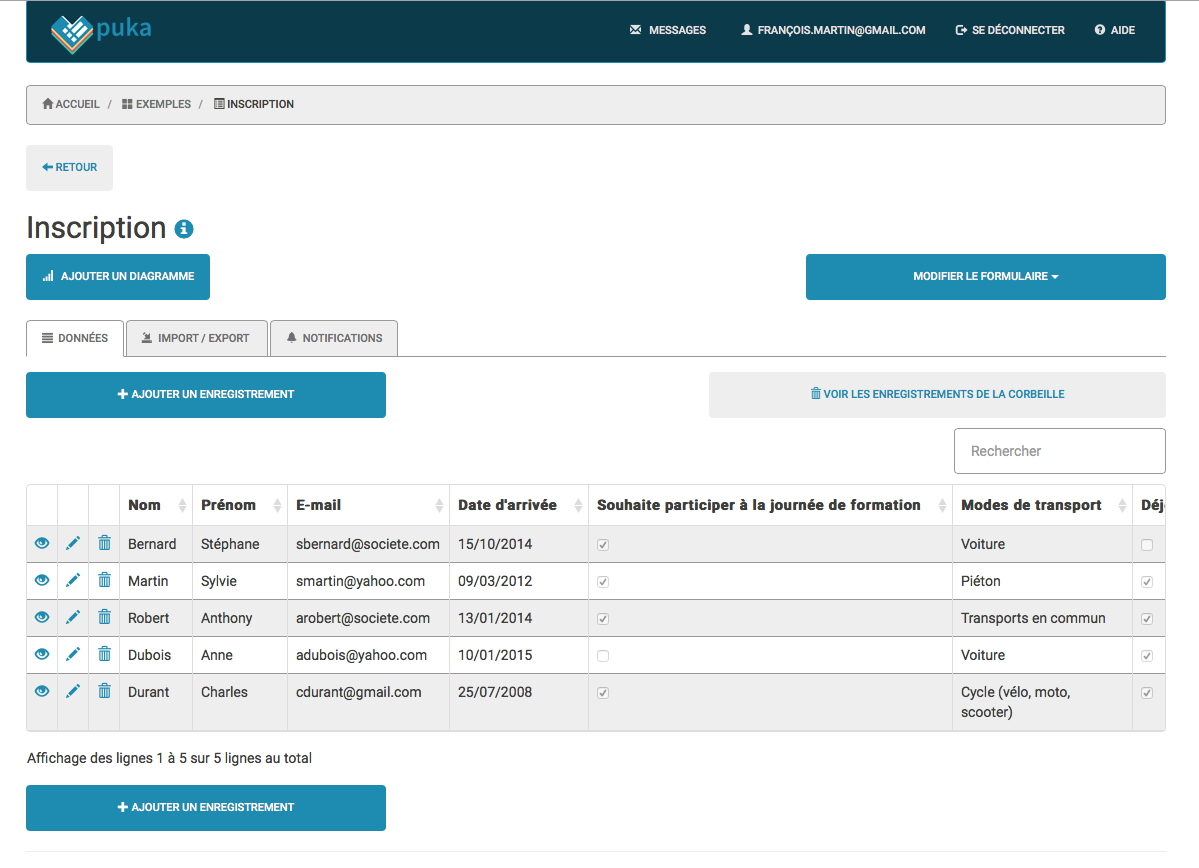 puka
MESSAGES FRANÇOIS.MARTIN@GMAIL.COM SE DÉCONNECTER AIDE
ACCUEIL / EXEMPLES / INSCRIPTION
RETOUR
Inscription
AJOUTER UN DIAGRAMME MODIFIER LE FORMULAIRE
DONNÉES IMPORT / EXPORT NOTIFICATIONS
AJOUTER UN ENREGISTREMENT VOIR LES ENREGISTREMENTS DE LA CORBEILLE
Rechercher
Nom Prénom E-mail Date d'arrivée Souhaite participer à la journée de formation Modes de transport Déj
Bernard Stéphane sbernard@societe.com 15/10/2014 Voiture
Martin Sylvie smartin@yahoo.com 09/03/2012 Piéton
Robert Anthony arobert@societe.com 13/01/2014 Transports en commun
Dubois Anne adubois@yahoo.com 10/01/2015 Voiture
Durant Charles cdurant@gmail.com 25/07/2008 Cycle (vélo, moto,
scooter)
Affichage des lignes 1 à 5 sur 5 lignes au total
AJOUTER UN ENREGISTREMENT